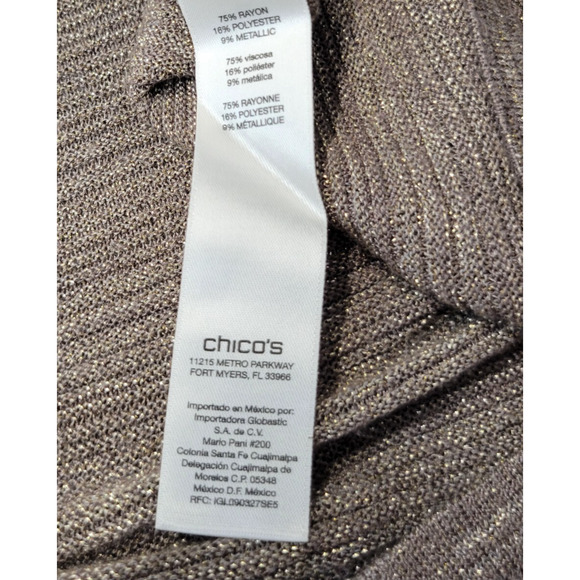 75% RAYON
16% POLYESTER
9% METALLIC
75% viscosa
16% poliéster
9% metálica
75% RAYONNE
16% POLYESTER
9% MÉTALLIQUE
chico's
11215 METRO PARKWAY
FORT MYERS, FL 33966
Importado en México por:
Importadora Globastic
S.A. de C.V.
Mario Pani #200
Colonia Santa Fe Cuajimalpa
Delegación Cuajimalpa de
Morelos C.P. 05348
México D.F. México
RFC: IGL090327SE5